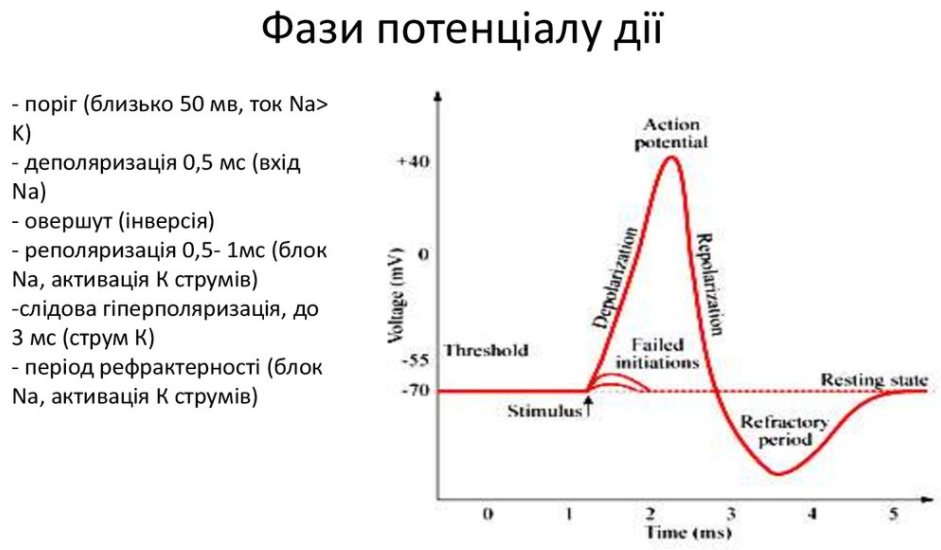 Фази потенціалу дії
- поріг (близько 50 мв, ток Na>
K)
- деполяризація 0,5 мс (вхід
Na)
- овершут (інверсія)
- реполяризація 0,5- 1мс (блок
Na, активація К струмів)
-слідова гіперполяризація, до
3 мс (струм К)
- період рефрактерності (блок
Na, активація К струмів)
Action
potential
+40
Depolarization
Repolarization
0
Voltage (mV)
Threshold
Failed
initiations
-55
-70
Resting state
Stimulus
Refractory
period
0 1 2 3 4 5
Time (ms)